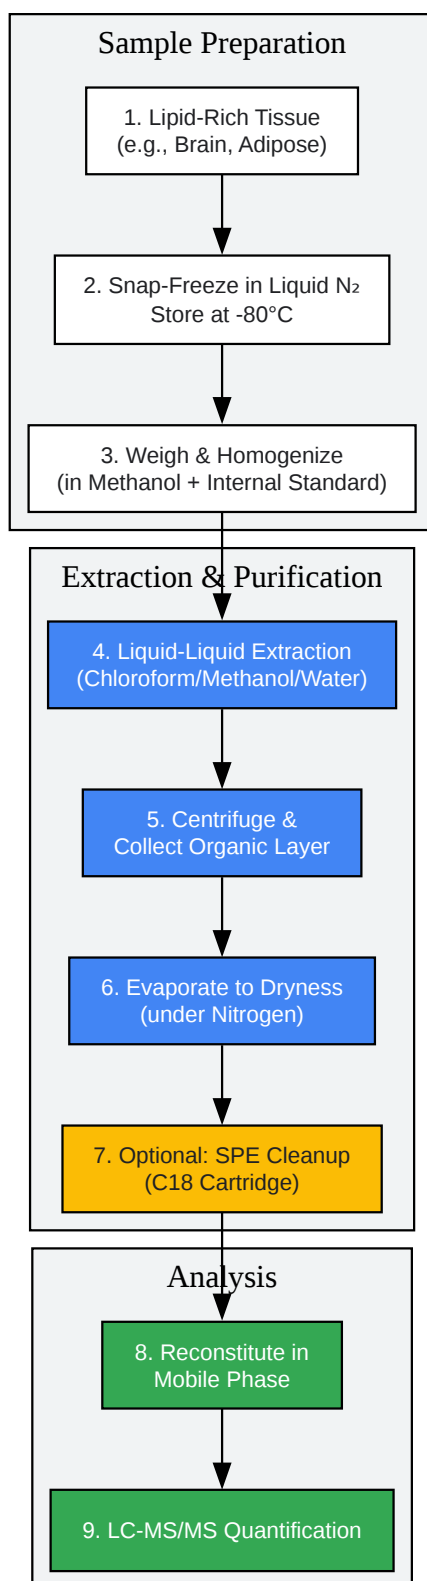 Sample Preparation
1. Lipid-Rich Tissue
(e.g., Brain, Adipose)
2. Snap-Freeze in Liquid N₂
Store at -80°C
3. Weigh & Homogenize
(in Methanol + Internal Standard)
Extraction & Purification
4. Liquid-Liquid Extraction
(Chloroform/Methanol/Water)
5. Centrifuge &
Collect Organic Layer
6. Evaporate to Dryness
(under Nitrogen)
7. Optional: SPE Cleanup
(C18 Cartridge)
Analysis
8. Reconstitute in
Mobile Phase
9. LC-MS/MS Quantification